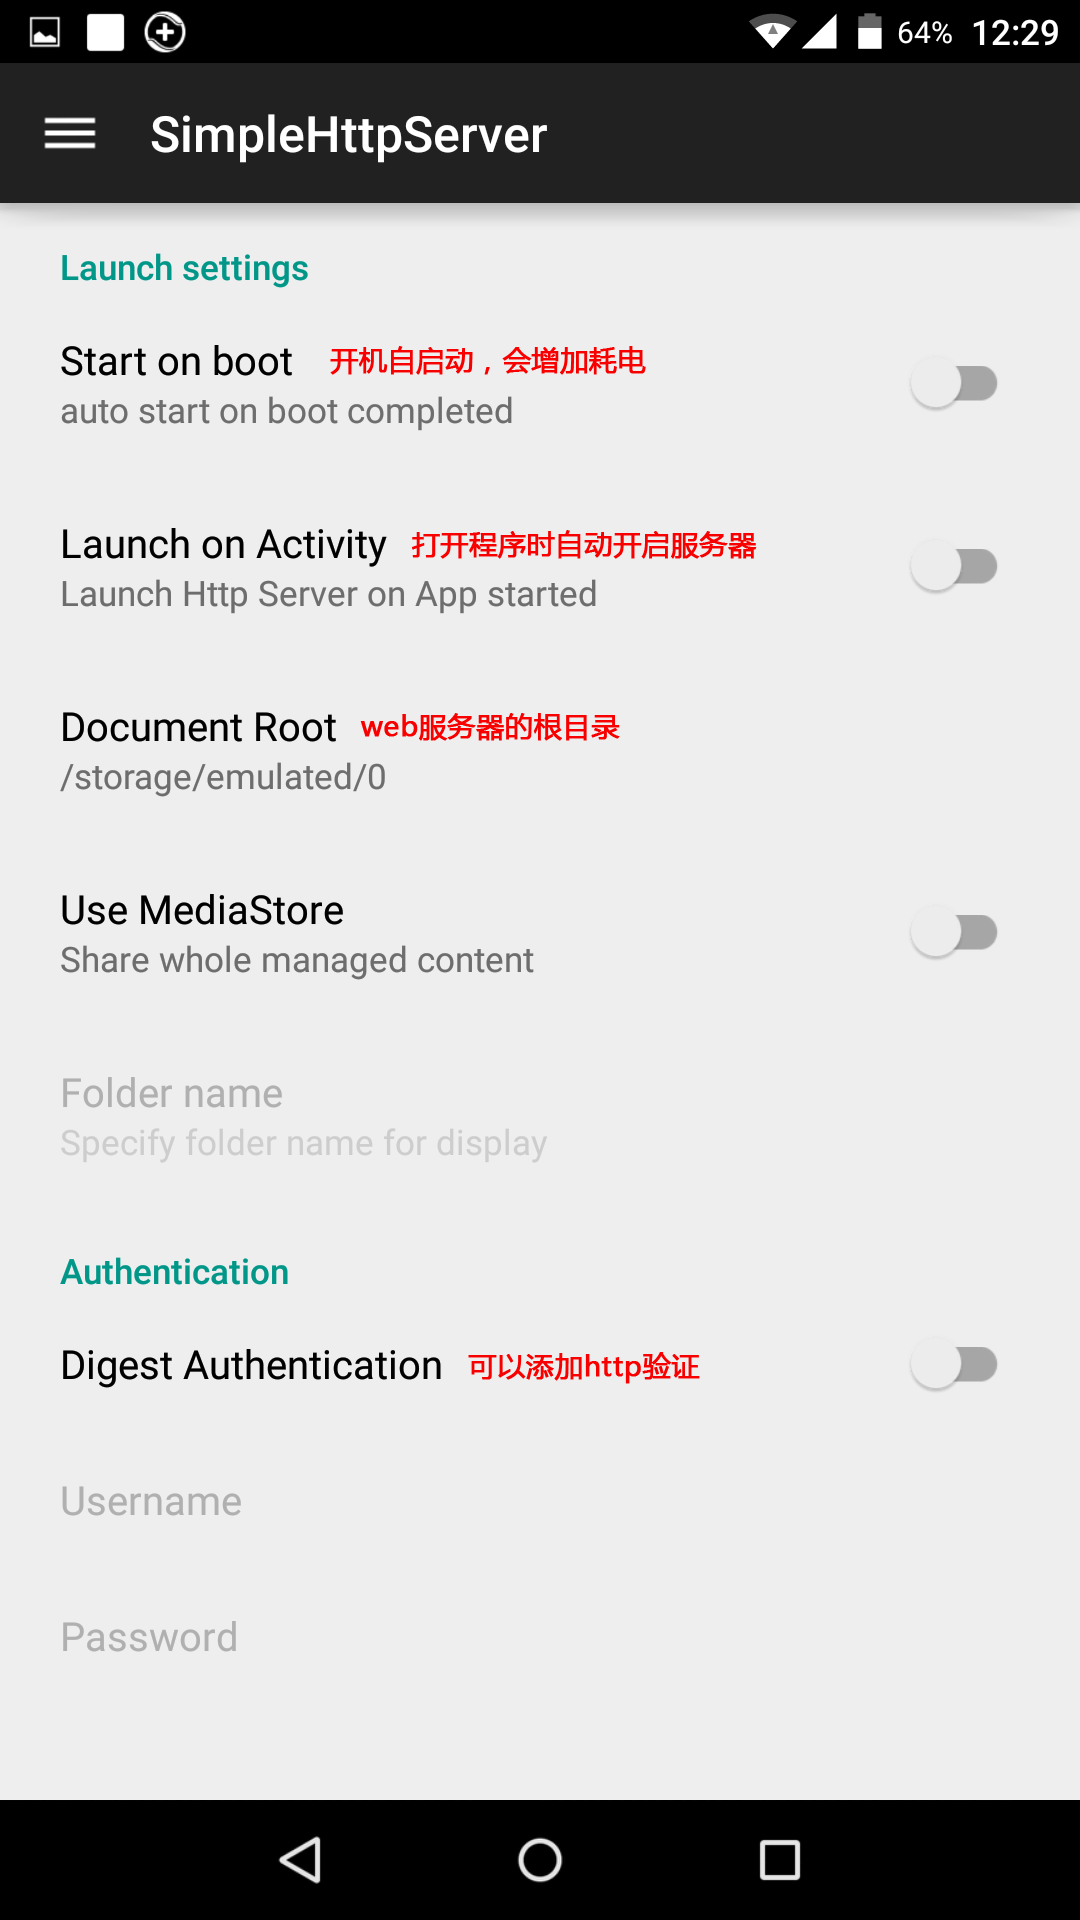 64% 12:29
SimpleHttpServer
Launch settings
Start on boot 开机自启动，会增加耗电
auto start on boot completed
Launch on Activity 打开程序时自动开启服务器
Launch Http Server on App started
Document Root web服务器的根目录
/storage/emulated/0
Use MediaStore
Share whole managed content
Folder name
Specify folder name for display
Authentication
Digest Authentication 可以添加http验证
Username
Password